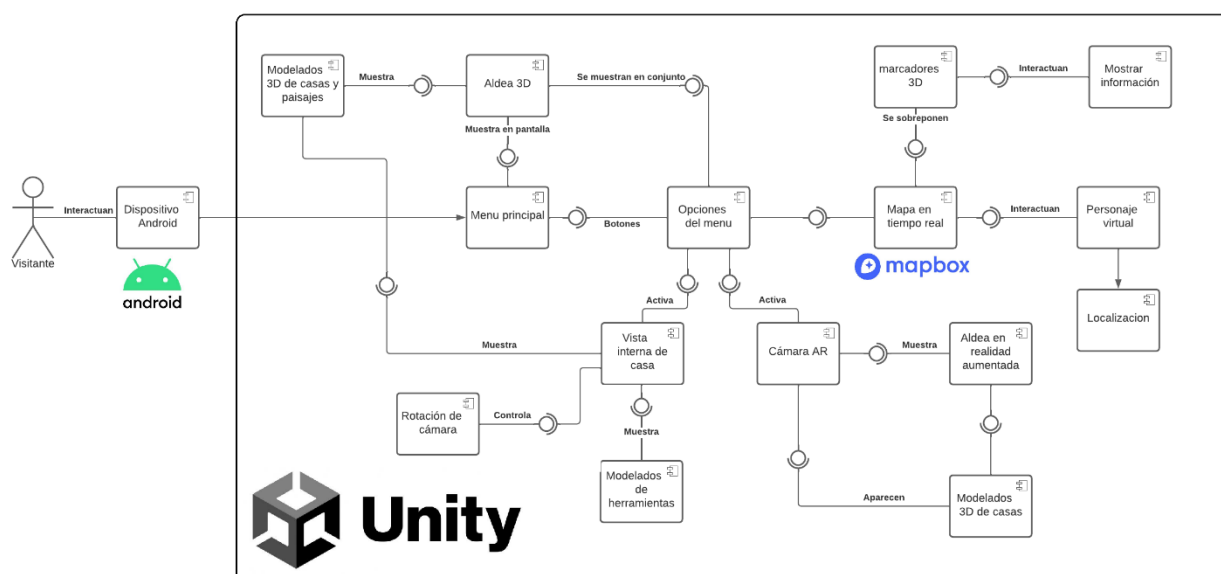 Modelados
3D de casas y
paisajes
Muestra
Aldea 3D
Se muestran en conjunto
marcadores
3D
Interactuan
Mostrar
información
Muestra en pantalla
Se sobreponen
Visitante
Interactuan
Dispositivo
Android
android
Menu principal
Botones
Opciones
del menu
Mapa en
tiempo real
mapbox
Interactuan
Personaje
virtual
Localizacion
Activa
Activa
Muestra
Vista
interna de
casa
Cámara AR
Muestra
Aldea en
realidad
aumentada
Rotación de
cámara
Controla
Muestra
Modelados
de
herramientas
Aparecen
Modelados
3D de casas
Unity